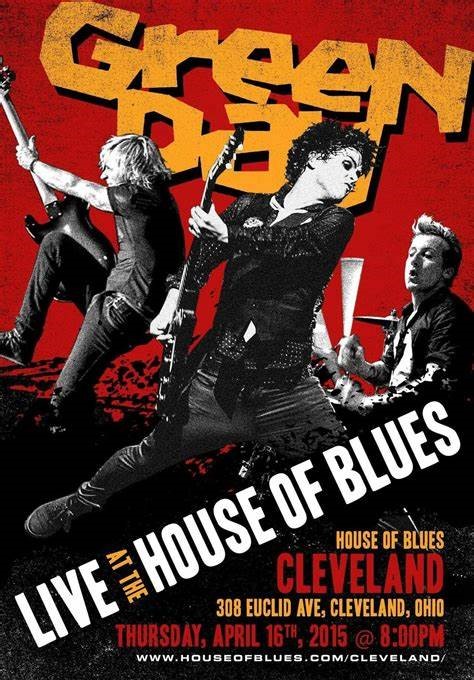 GReeN
Day
LIVE AT THE HOUSE OF BLUES
HOUSE OF BLUES
CLEVELAND
308 EUCLID AVE, CLEVELAND, OHIO
THURSDAY, APRIL 16TH, 2015 @ 8:00PM
WWW.HOUSEOFBLUES.COM/CLEVELAND/